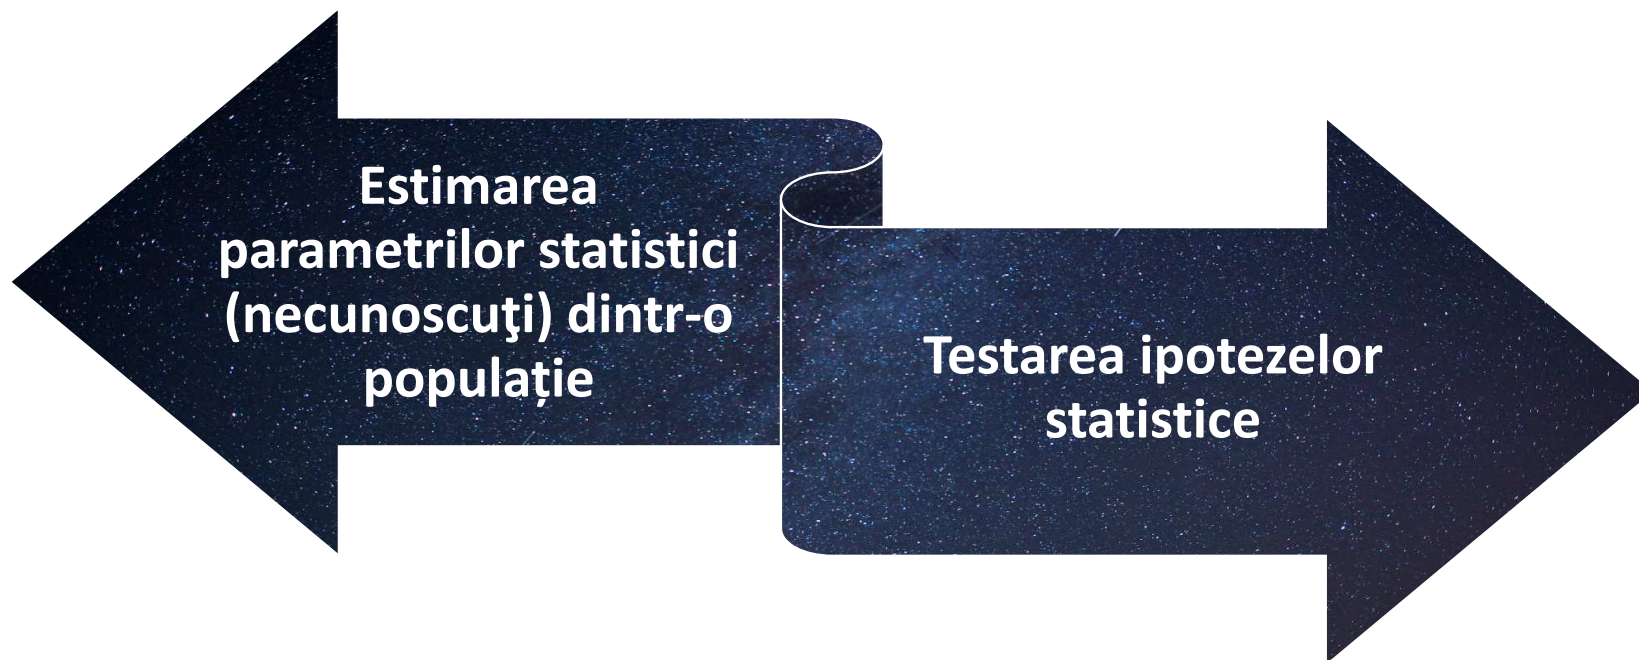 Estimarea
parametrilor statistici
(necunoscuţi) dintr-o
populație
Testarea ipotezelor
statistice